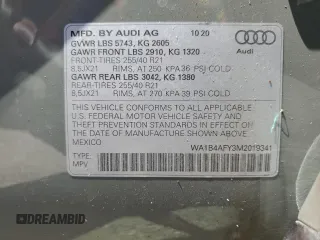 MFD. BY AUDI AG 10 20
GVWR LBS 5743, KG 2605
GAWR FRONT LBS 2910, KG 1320
FRONT-TIRES 255/40 R21
8,5JX21 RIMS, AT 250 KPA 36 PSI COLD
GAWR REAR LBS 3042, KG 1380
REAR-TIRES 255/40 R21
8,5JX21 RIMS, AT 270 KPA 39 PSI COLD
THIS VEHICLE CONFORMS TO ALL APPLICABLE
U.S. FEDERAL MOTOR VEHICLE SAFETY AND
THEFT PREVENTION STANDARDS IN EFFECT ON
THE DATE OF MANUFACTURE SHOWN ABOVE
MEXICO
WA1B4AFY3M2019341
TYPE:
MPV
BIDFAX.INFO